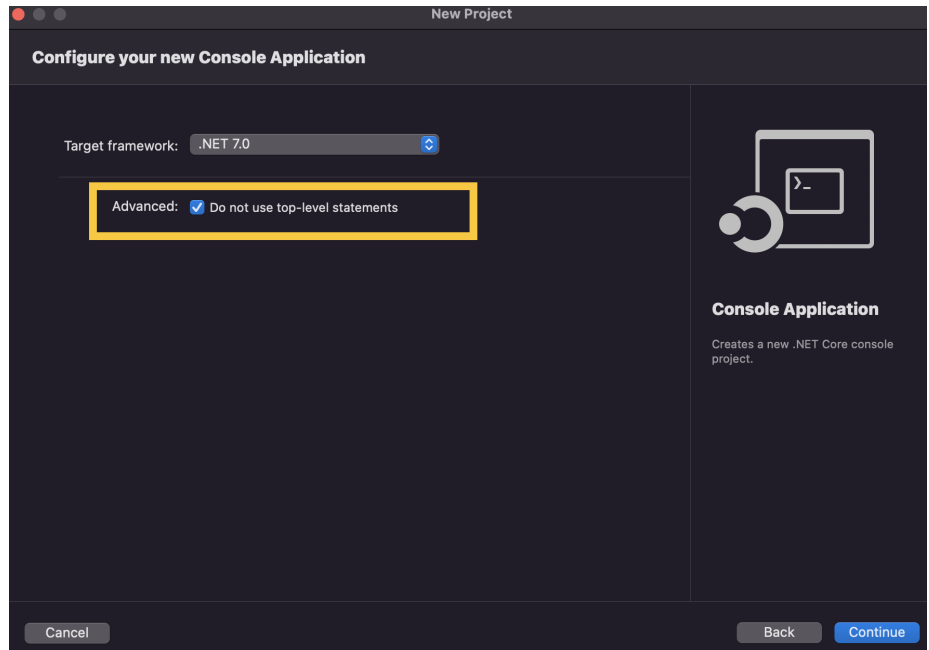 New Project
Configure your new Console Application
Target framework: .NET 7.0
Advanced: Do not use top-level statements
Console Application
Creates a new .NET Core console
project.
Cancel
Back
Continue